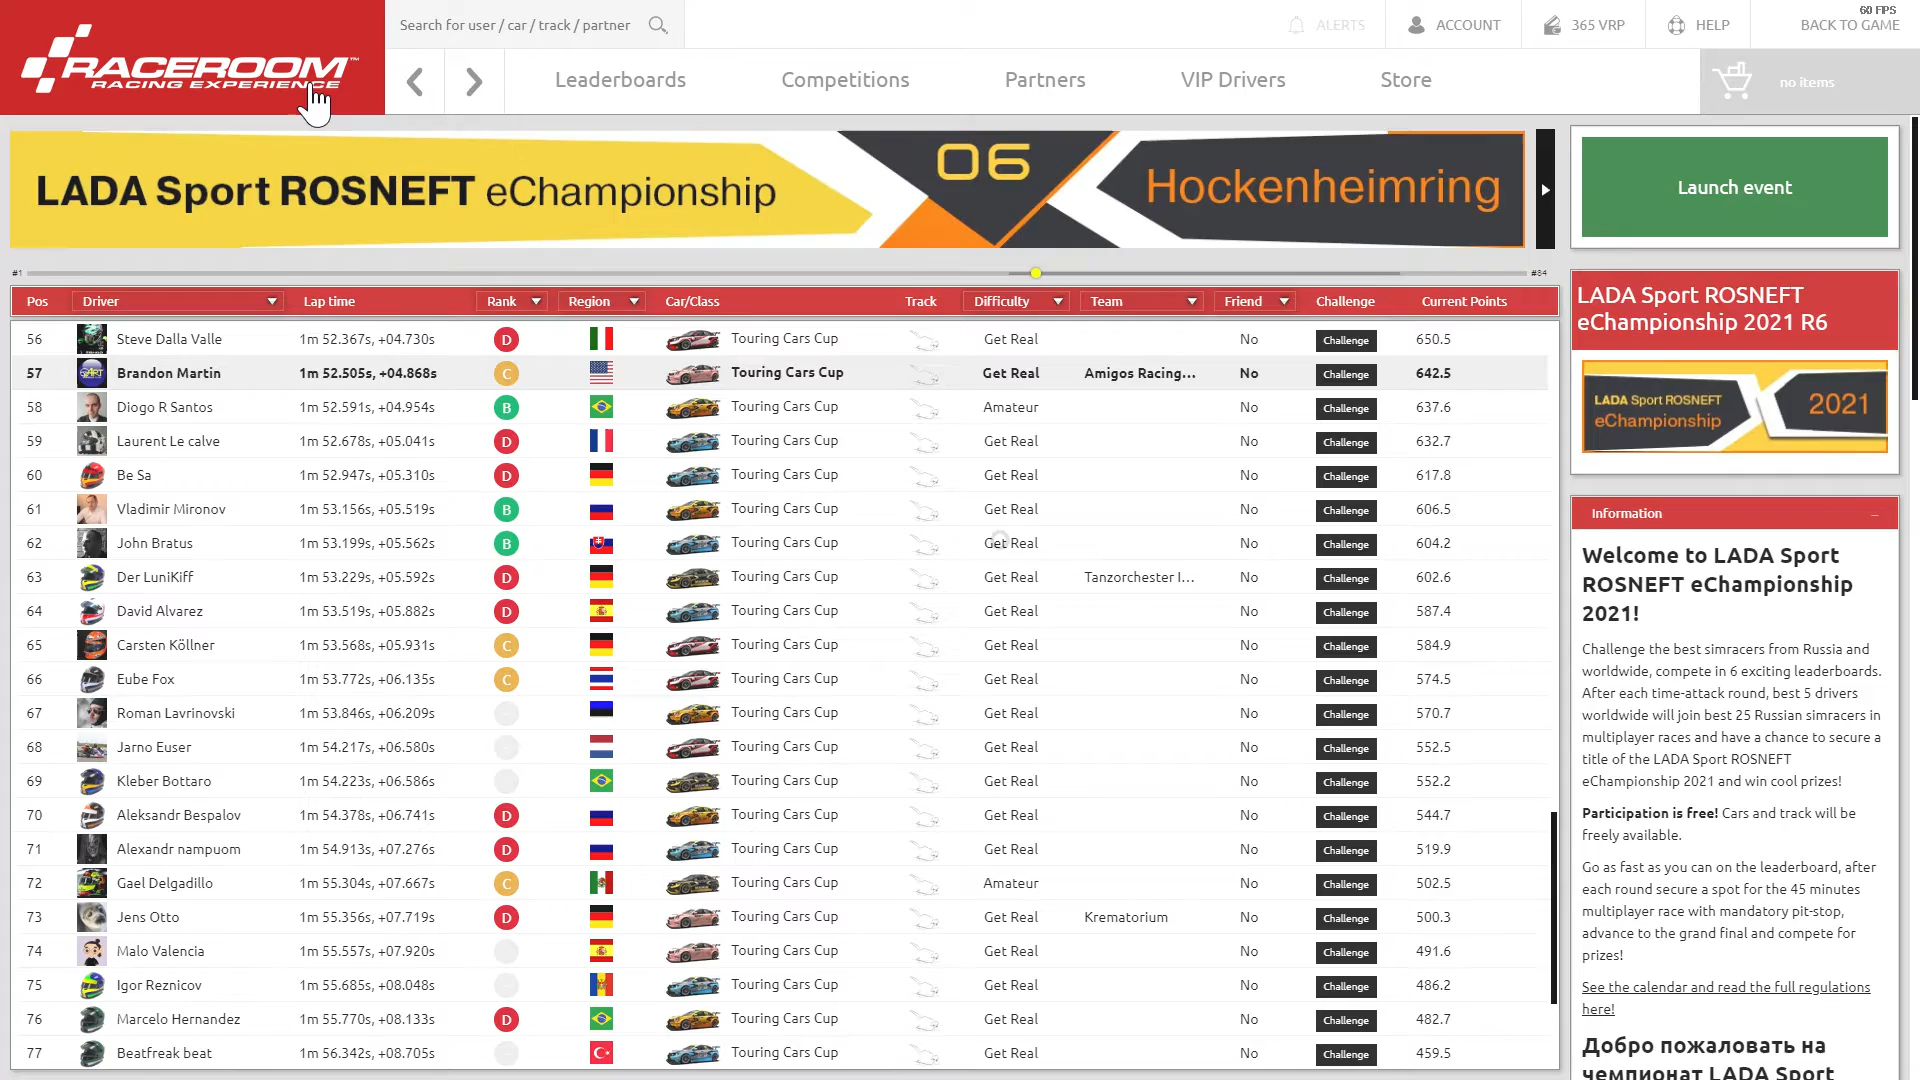 RACEROOM™
RACING EXPERIENCE
Search for user / car / track / partner
ALERTS
ACCOUNT
365 VRP
HELP
60 FPS
BACK TO GAME
Leaderboards
Competitions
Partners
VIP Drivers
Store
no items
LADA Sport ROSNEFT eChampionship
06
Hockenheimring
Launch event
#1
#84
Pos Driver Lap time Rank Region Car/Class Track Difficulty Team Friend Challenge Current Points
56 Steve Dalla Valle 1m 52.367s, +04.730s D Touring Cars Cup Get Real No Challenge 650.5
57 Brandon Martin 1m 52.505s, +04.868s C Touring Cars Cup Get Real Amigos Racing... No Challenge 642.5
58 Diogo R Santos 1m 52.591s, +04.954s B Touring Cars Cup Amateur No Challenge 637.6
59 Laurent Le calve 1m 52.678s, +05.041s D Touring Cars Cup Get Real No Challenge 632.7
60 Be Sa 1m 52.947s, +05.310s D Touring Cars Cup Get Real No Challenge 617.8
61 Vladimir Mironov 1m 53.156s, +05.519s B Touring Cars Cup Get Real No Challenge 606.5
62 John Bratus 1m 53.199s, +05.562s B Touring Cars Cup Get Real No Challenge 604.2
63 Der LuniKiff 1m 53.229s, +05.592s D Touring Cars Cup Get Real Tanzorchester I... No Challenge 602.6
64 David Alvarez 1m 53.519s, +05.882s D Touring Cars Cup Get Real No Challenge 587.4
65 Carsten Köllner 1m 53.568s, +05.931s C Touring Cars Cup Get Real No Challenge 584.9
66 Eube Fox 1m 53.772s, +06.135s C Touring Cars Cup Get Real No Challenge 574.5
67 Roman Lavrinovski 1m 53.846s, +06.209s Touring Cars Cup Get Real No Challenge 570.7
68 Jarno Euser 1m 54.217s, +06.580s Touring Cars Cup Get Real No Challenge 552.5
69 Kleber Bottaro 1m 54.223s, +06.586s Touring Cars Cup Get Real No Challenge 552.2
70 Aleksandr Bespalov 1m 54.378s, +06.741s D Touring Cars Cup Get Real No Challenge 544.7
71 Alexandr nampuom 1m 54.913s, +07.276s D Touring Cars Cup Get Real No Challenge 519.9
72 Gael Delgadillo 1m 55.304s, +07.667s C Touring Cars Cup Amateur No Challenge 502.5
73 Jens Otto 1m 55.356s, +07.719s D Touring Cars Cup Get Real Krematorium No Challenge 500.3
74 Malo Valencia 1m 55.557s, +07.920s Touring Cars Cup Get Real No Challenge 491.6
75 Igor Reznicov 1m 55.685s, +08.048s Touring Cars Cup Get Real No Challenge 486.2
76 Marcelo Hernandez 1m 55.770s, +08.133s D Touring Cars Cup Get Real No Challenge 482.7
77 Beatfreak beat 1m 56.342s, +08.705s Touring Cars Cup Get Real No Challenge 459.5
LADA Sport ROSNEFT
eChampionship 2021 R6
LADA Sport ROSNEFT
eChampionship
2021
Information
Welcome to LADA Sport
ROSNEFT eChampionship
2021!
Challenge the best simracers from Russia and
worldwide, compete in 6 exciting leaderboards.
After each time-attack round, best 5 drivers
worldwide will join best 25 Russian simracers in
multiplayer races and have a chance to secure a
title of the LADA Sport ROSNEFT
eChampionship 2021 and win cool prizes!
Participation is free! Cars and track will be
freely available.
Go as fast as you can on the leaderboard, after
each round secure a spot for the 45 minutes
multiplayer race with mandatory pit-stop,
advance to the grand final and compete for
prizes!
See the calendar and read the full regulations
here!
Добро пожаловать на
чемпионат LADA Sport